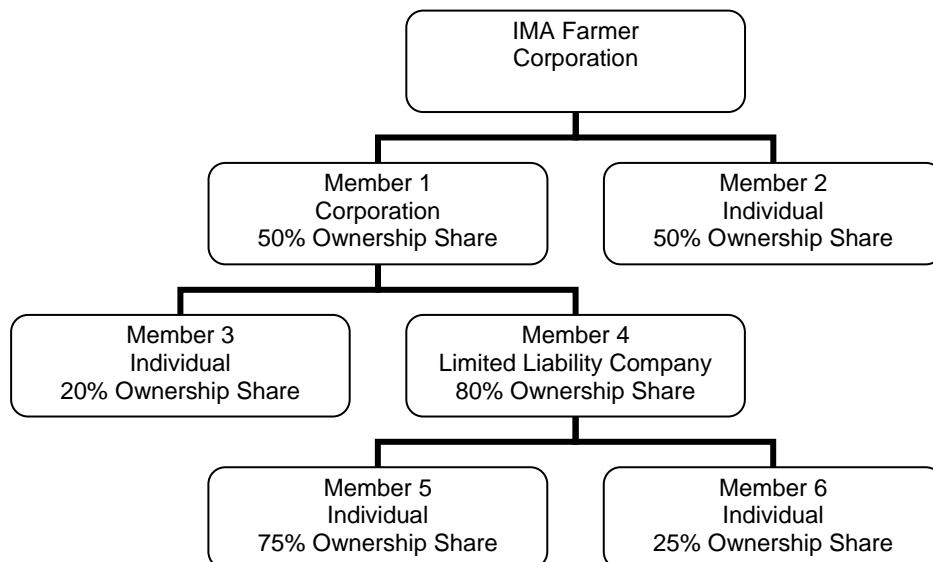 IMA Farmer
Corporation
Member 1
Corporation
50% Ownership Share
Member 2
Individual
50% Ownership Share
Member 3
Individual
20% Ownership Share
Member 4
Limited Liability Company
80% Ownership Share
Member 5
Individual
75% Ownership Share
Member 6
Individual
25% Ownership Share